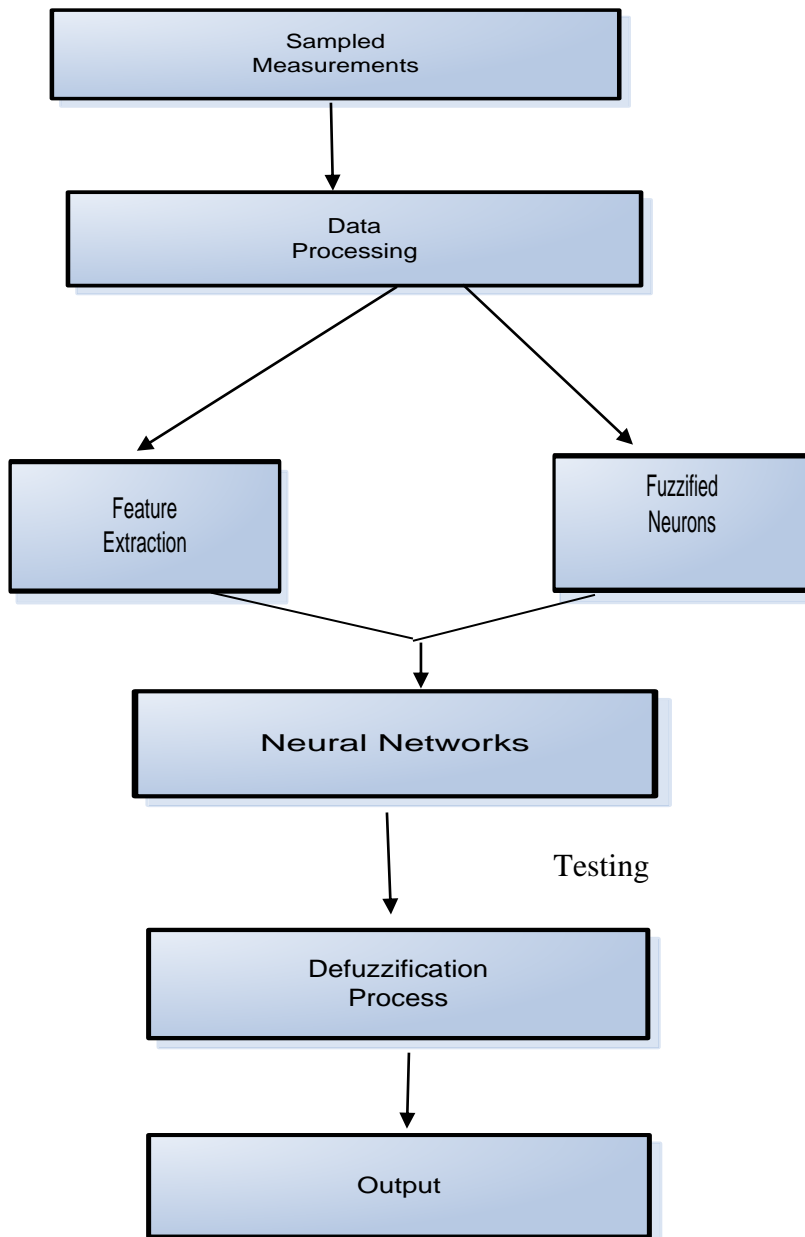 Sampled
Measurements
Data
Processing
Feature
Extraction
Fuzzified
Neurons
Neural Networks
Testing
Defuzzification
Process
Output